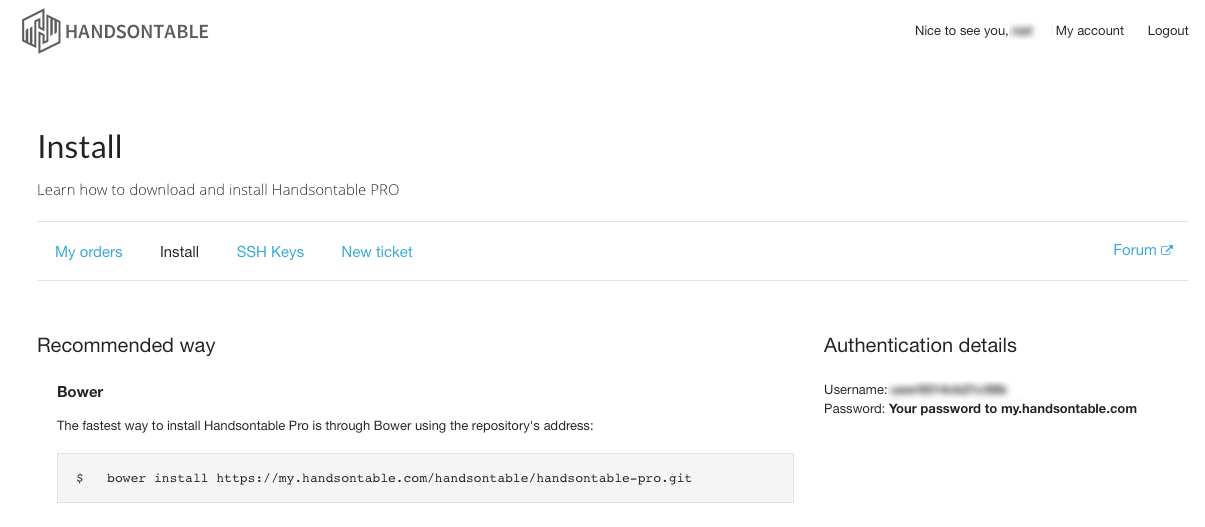 HANDSONTABLE
Nice to see you,
My account
Logout
Install
Learn how to download and install Handsontable PRO
My orders
Install
SSH Keys
New ticket
Forum
Recommended way
Bower
The fastest way to install Handsontable Pro is through Bower using the repository's address:
$ bower install https://my.handsontable.com/handsontable/handsontable-pro.git
Authentication details
Username:
Password: Your password to my.handsontable.com